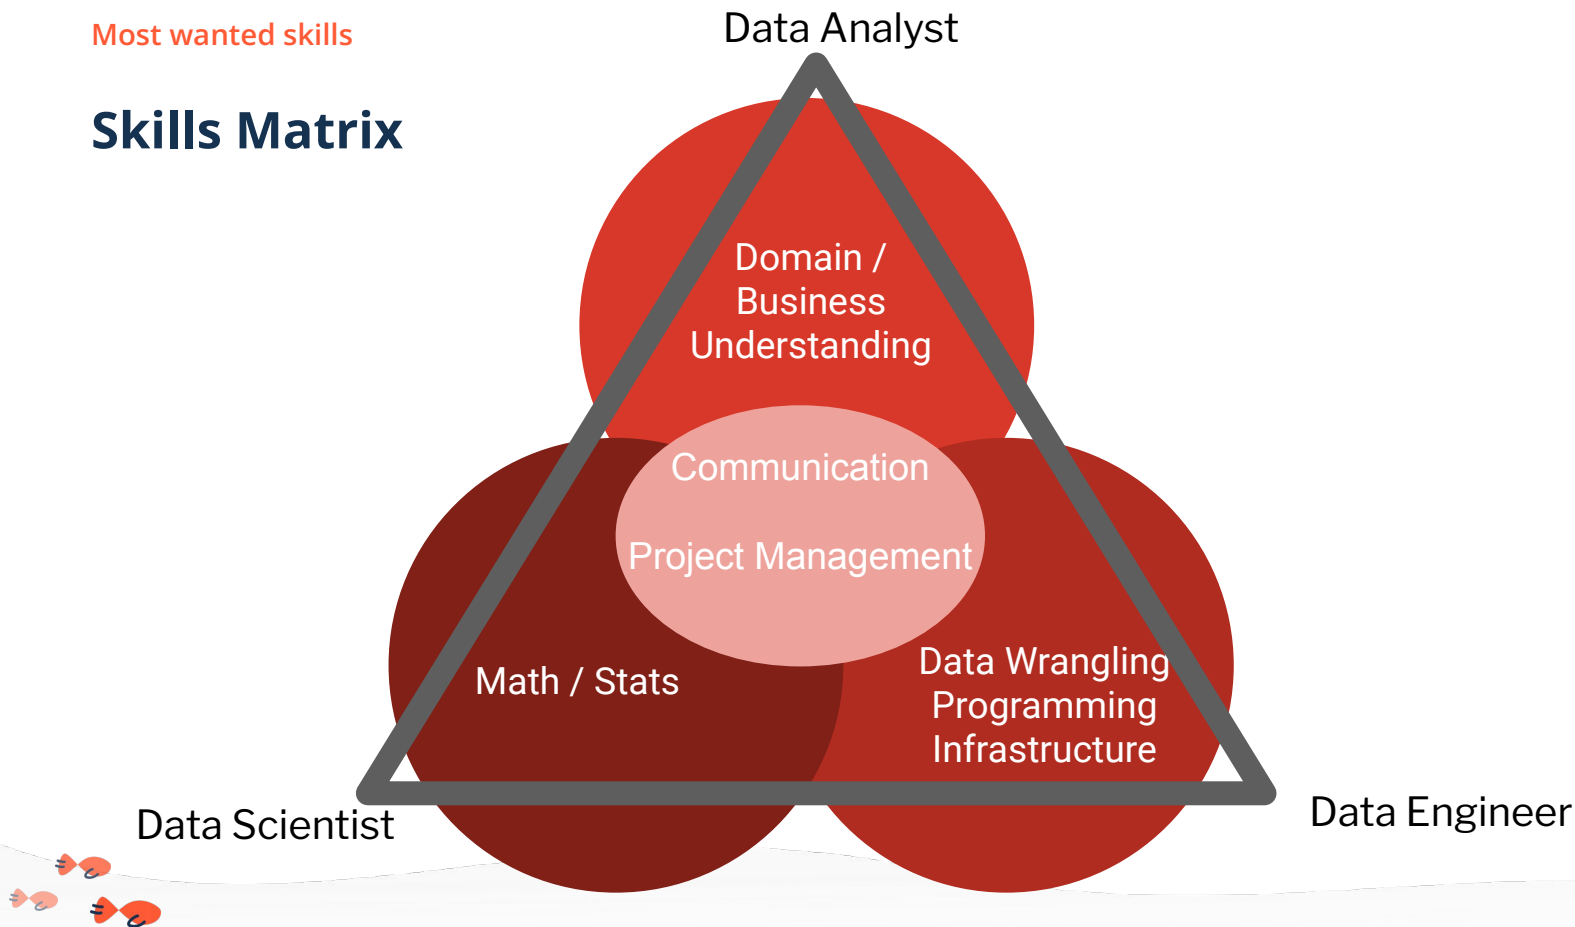 Most wanted skills
Skills Matrix
Data Analyst
Domain /
Business
Understanding
Communication
Project Management
Math / Stats
Data Wrangling
Programming
Infrastructure
Data Scientist
Data Engineer